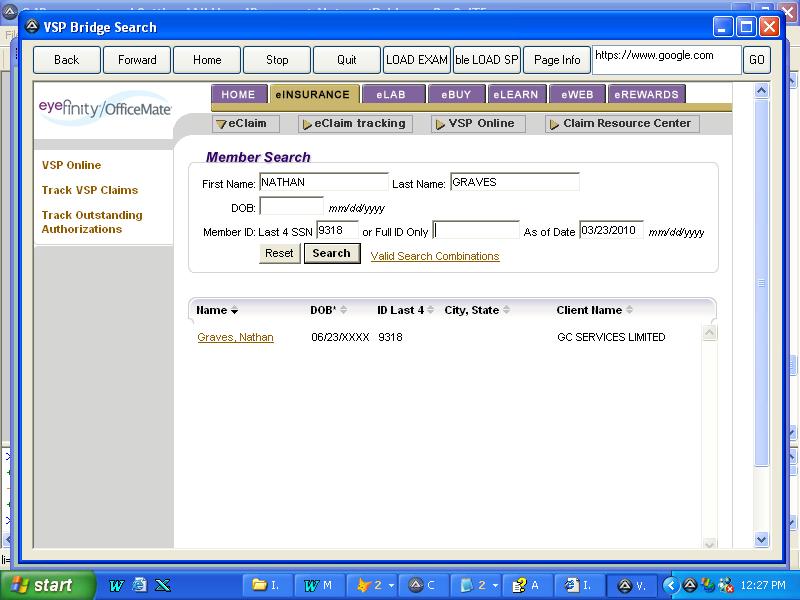 VSP Bridge Search
Back Forward Home Stop Quit LOAD EXAM ble LOAD SP Page Info https://www.google.com GO
HOME eINSURANCE eLAB eBUY eLEARN eWEB eREWARDS
eyefinity/OfficeMate
eClaim eClaim tracking VSP Online Claim Resource Center
VSP Online
Track VSP Claims
Track Outstanding
Authorizations
Member Search
First Name: NATHAN Last Name: GRAVES
DOB: mm/dd/yyyy
Member ID: Last 4 SSN 9318 or Full ID Only As of Date 03/23/2010 mm/dd/yyyy
Reset Search Valid Search Combinations
Name DOB* ID Last 4 City, State Client Name
Graves, Nathan 06/23/XXXX 9318 GC SERVICES LIMITED
start I. M 2 C 2 A I. V. 12:27 PM